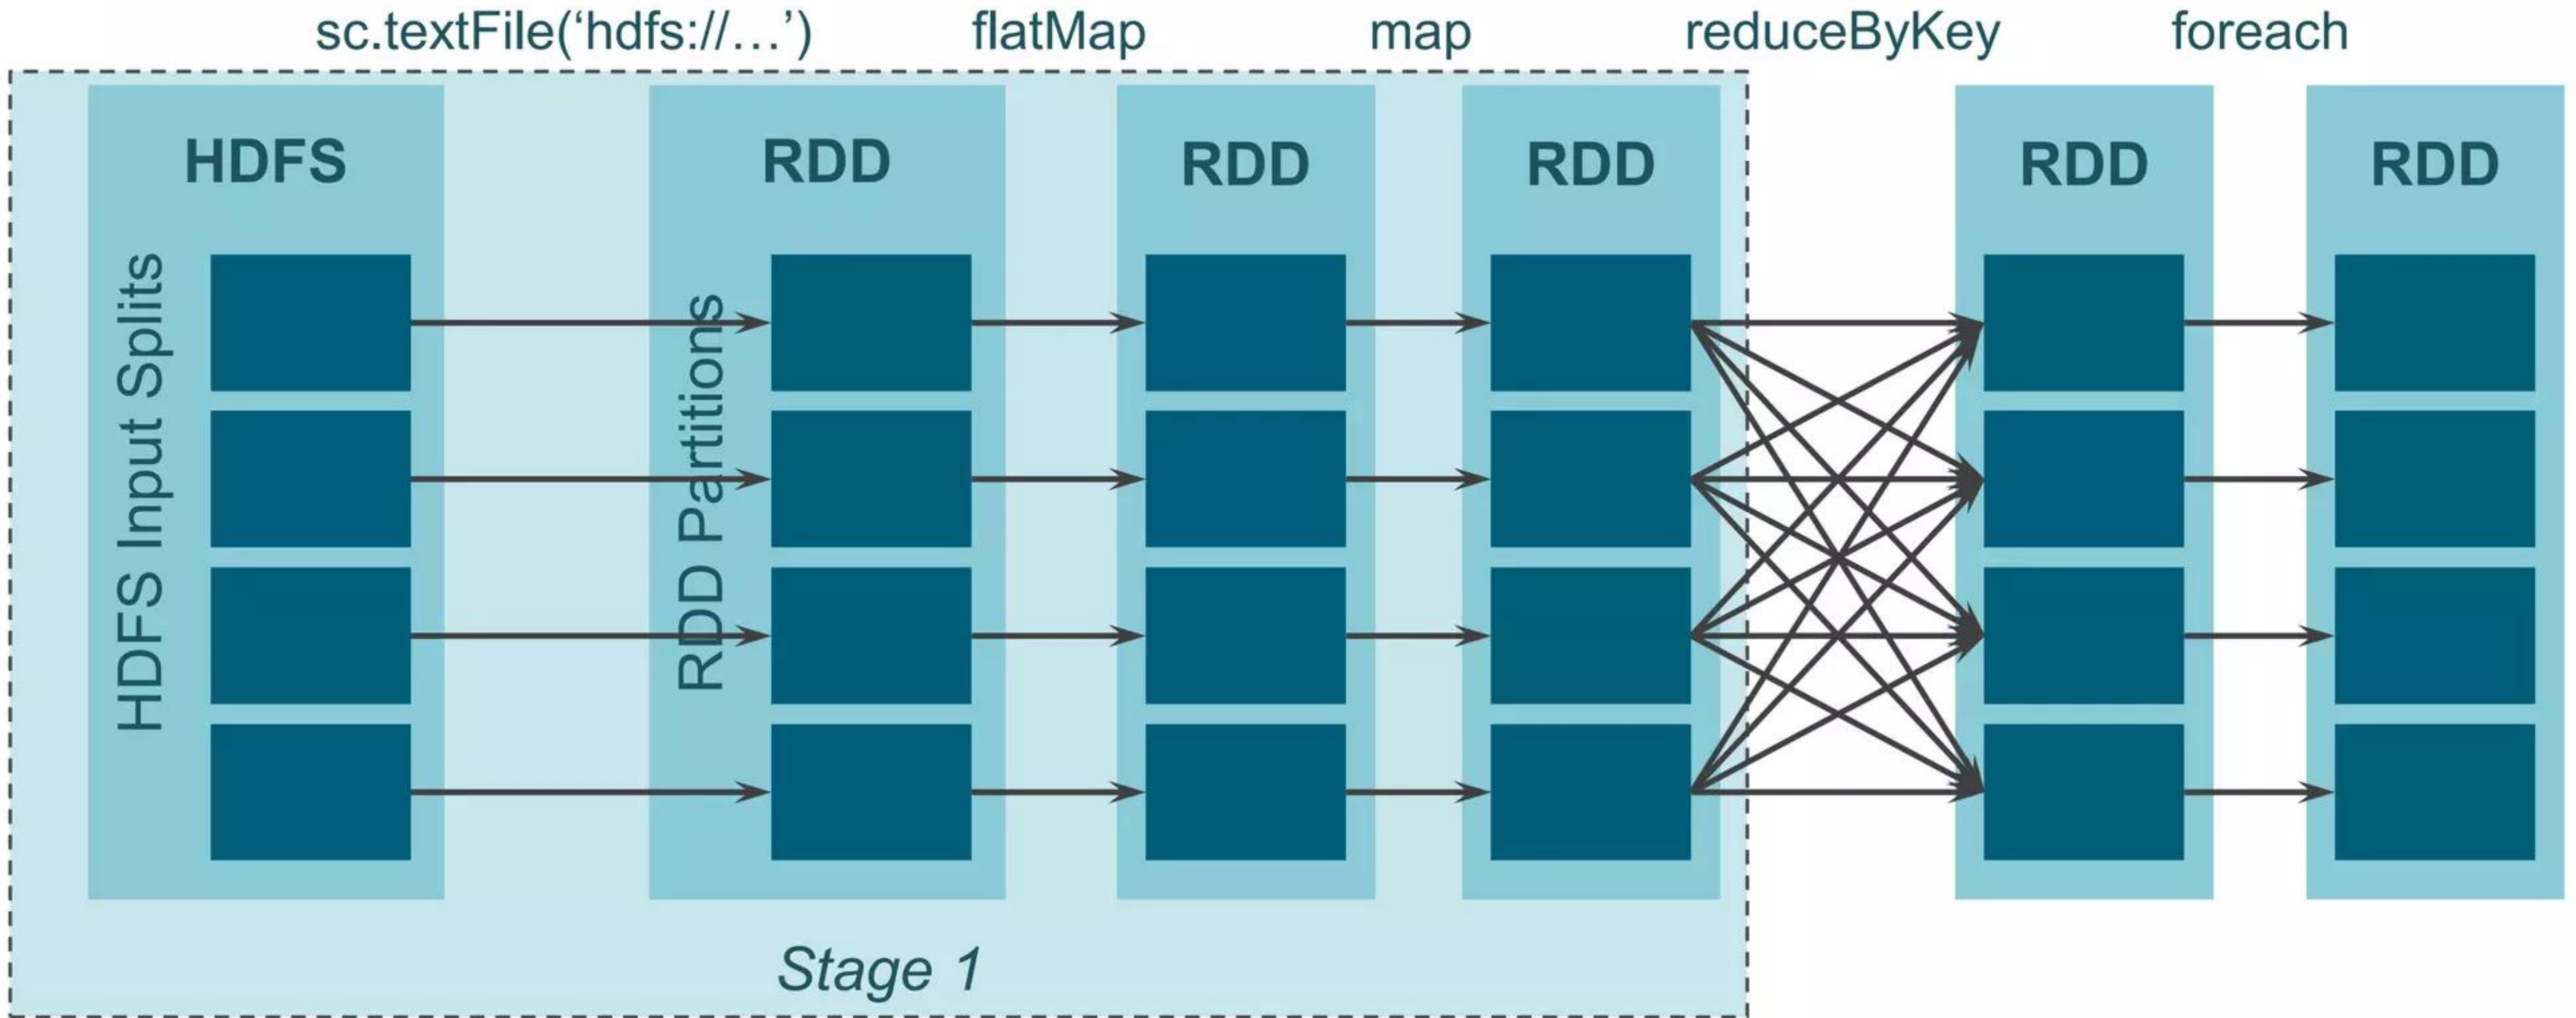 sc.textFile(‘hdfs://…’)
flatMap
map
reduceByKey
foreach
HDFS
RDD
RDD
RDD
RDD
RDD
HDFS Input Splits
RDD Partitions
Stage 1